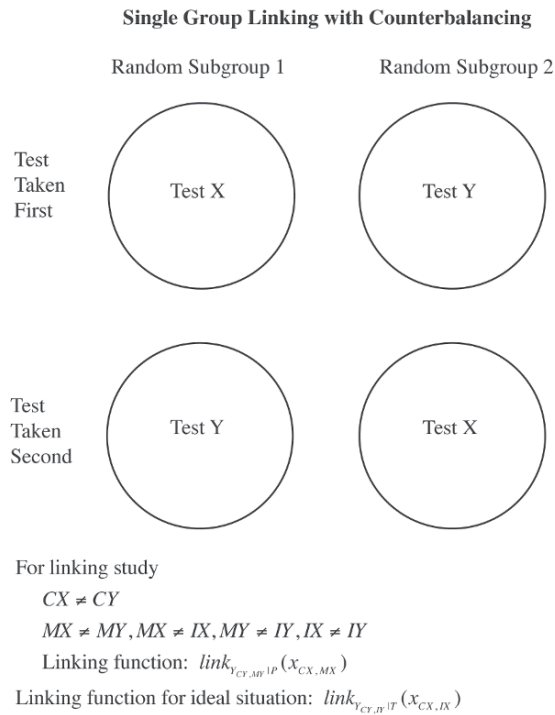 Single Group Linking with Counterbalancing
Random Subgroup 1 Random Subgroup 2
Test
Taken
First
Test X
Test Y
Test
Taken
Second
Test Y
Test X
For linking study
CX ≠ CY
MX ≠ MY, MX ≠ IX, MY ≠ IY, IX ≠ IY
Linking function: link_{Y_{CY,MY}|P}(x_{CX,MX})
Linking function for ideal situation: link_{Y_{CY,IY}|T}(x_{CX,IX})